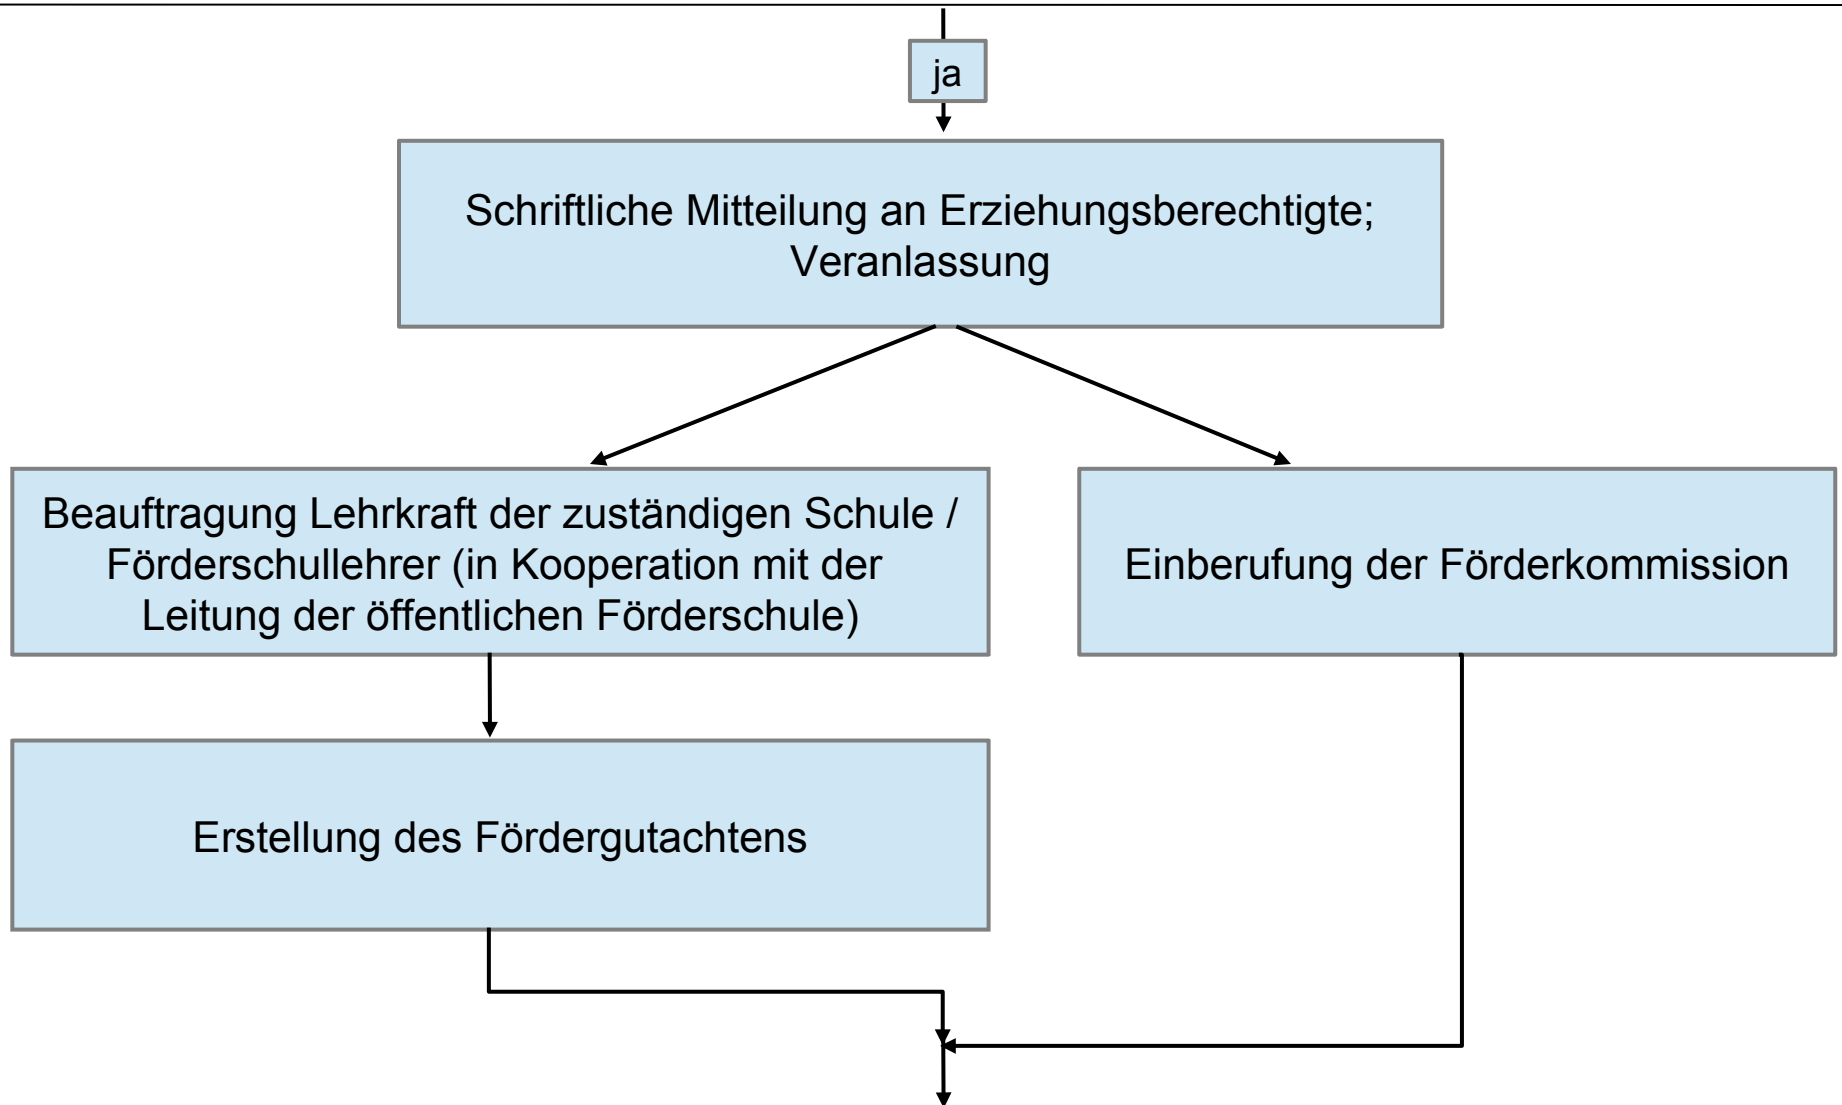 ja
Schriftliche Mitteilung an Erziehungsberechtigte;
Veranlassung
Beauftragung Lehrkraft der zuständigen Schule /
Förderschullehrer (in Kooperation mit der
Leitung der öffentlichen Förderschule)
Einberufung der Förderkommission
Erstellung des Fördergutachtens